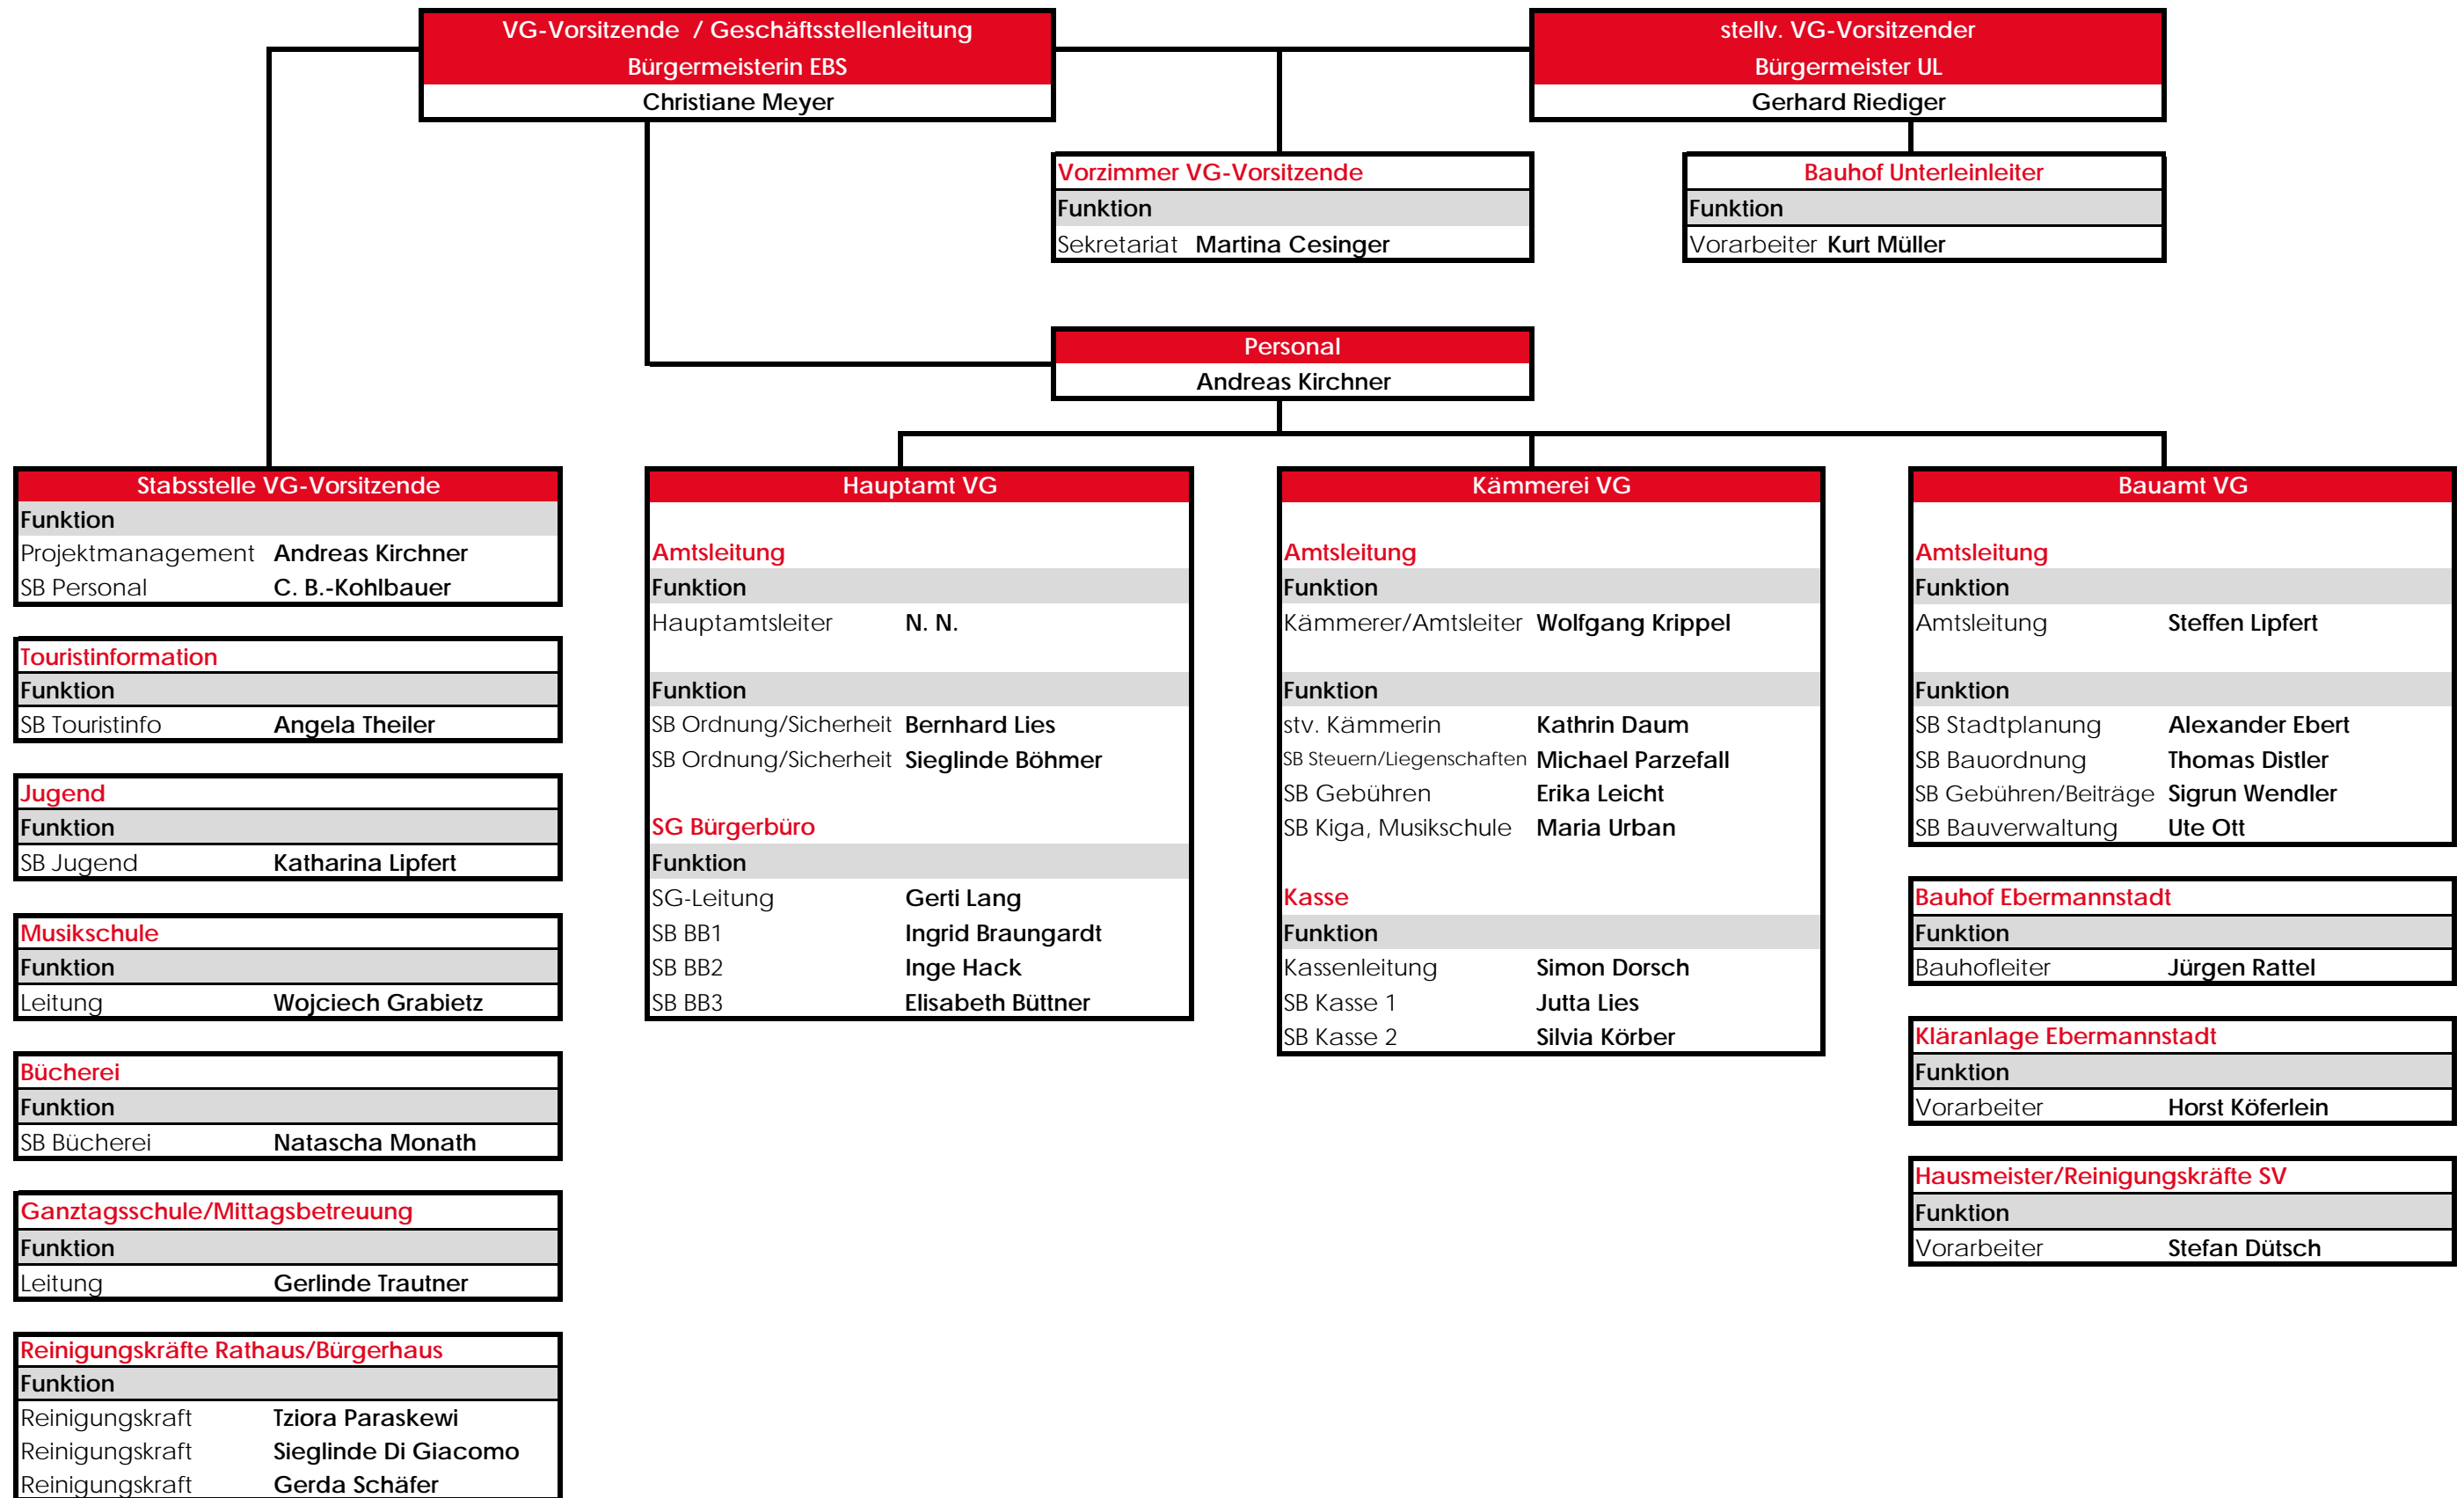 VG-Vorsitzende / Geschäftsstellenleitung
Bürgermeisterin EBS
Christiane Meyer
stellv. VG-Vorsitzender
Bürgermeister UL
Gerhard Riediger
Vorzimmer VG-Vorsitzende
Funktion
Sekretariat Martina Cesinger
Bauhof Unterleinleiter
Funktion
Vorarbeiter Kurt Müller
Personal
Andreas Kirchner
Stabsstelle VG-Vorsitzende
Funktion
Projektmanagement Andreas Kirchner
SB Personal C. B.-Kohlbauer
Touristinformation
Funktion
SB Touristinfo Angela Theiler
Jugend
Funktion
SB Jugend Katharina Lipfert
Musikschule
Funktion
Leitung Wojciech Grabietz
Bücherei
Funktion
SB Bücherei Natascha Monath
Ganztagsschule/Mittagsbetreuung
Funktion
Leitung Gerlinde Trautner
Reinigungskräfte Rathaus/Bürgerhaus
Funktion
Reinigungskraft Tziora Paraskewi
Reinigungskraft Sieglinde Di Giacomo
Reinigungskraft Gerda Schäfer
Hauptamt VG
Amtsleitung
Funktion
Hauptamtsleiter N. N.
Funktion
SB Ordnung/Sicherheit Bernhard Lies
SB Ordnung/Sicherheit Sieglinde Böhmer
SG Bürgerbüro
Funktion
SG-Leitung Gerti Lang
SB BB1 Ingrid Braungardt
SB BB2 Inge Hack
SB BB3 Elisabeth Büttner
Kämmerei VG
Amtsleitung
Funktion
Kämmerer/Amtsleiter Wolfgang Krippel
Funktion
stv. Kämmerin Kathrin Daum
SB Steuern/Liegenschaften Michael Parzefall
SB Gebühren Erika Leicht
SB Kiga, Musikschule Maria Urban
Kasse
Funktion
Kassenleitung Simon Dorsch
SB Kasse 1 Jutta Lies
SB Kasse 2 Silvia Körber
Bauamt VG
Amtsleitung
Funktion
Amtsleitung Steffen Lipfert
Funktion
SB Stadtplanung Alexander Ebert
SB Bauordnung Thomas Distler
SB Gebühren/Beiträge Sigrun Wendler
SB Bauverwaltung Ute Ott
Bauhof Ebermannstadt
Funktion
Bauhofleiter Jürgen Rattel
Kläranlage Ebermannstadt
Funktion
Vorarbeiter Horst Köferlein
Hausmeister/Reinigungskräfte SV
Funktion
Vorarbeiter Stefan Dütsch